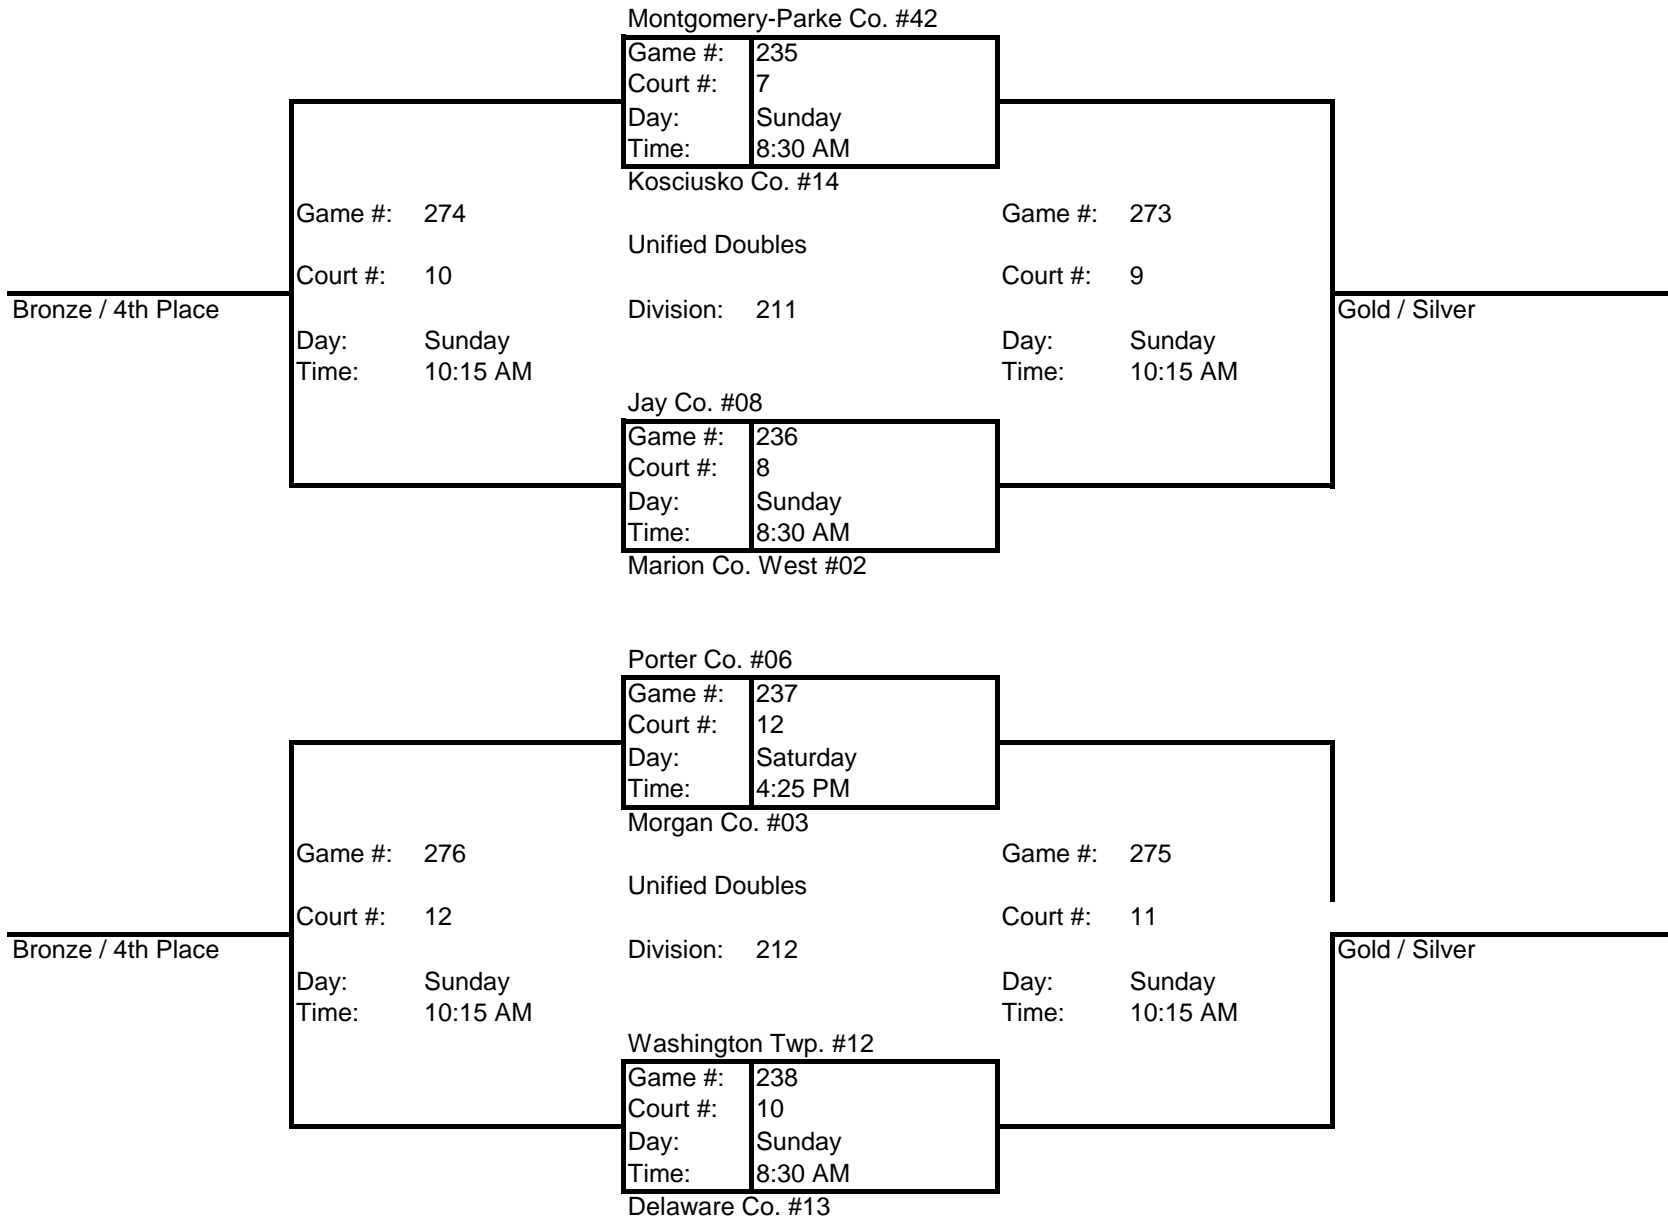 Montgomery-Parke Co. #42
Game #: 235
Court #: 7
Day: Sunday
Time: 8:30 AM
Kosciusko Co. #14
Game #: 274 Game #: 273
Unified Doubles
Court #: 10 Court #: 9
Bronze / 4th Place Division: 211 Gold / Silver
Day: Sunday Day: Sunday
Time: 10:15 AM Time: 10:15 AM
Jay Co. #08
Game #: 236
Court #: 8
Day: Sunday
Time: 8:30 AM
Marion Co. West #02
Porter Co. #06
Game #: 237
Court #: 12
Day: Saturday
Time: 4:25 PM
Morgan Co. #03
Game #: 276 Game #: 275
Unified Doubles
Court #: 12 Court #: 11
Bronze / 4th Place Division: 212 Gold / Silver
Day: Sunday Day: Sunday
Time: 10:15 AM Time: 10:15 AM
Washington Twp. #12
Game #: 238
Court #: 10
Day: Sunday
Time: 8:30 AM
Delaware Co. #13